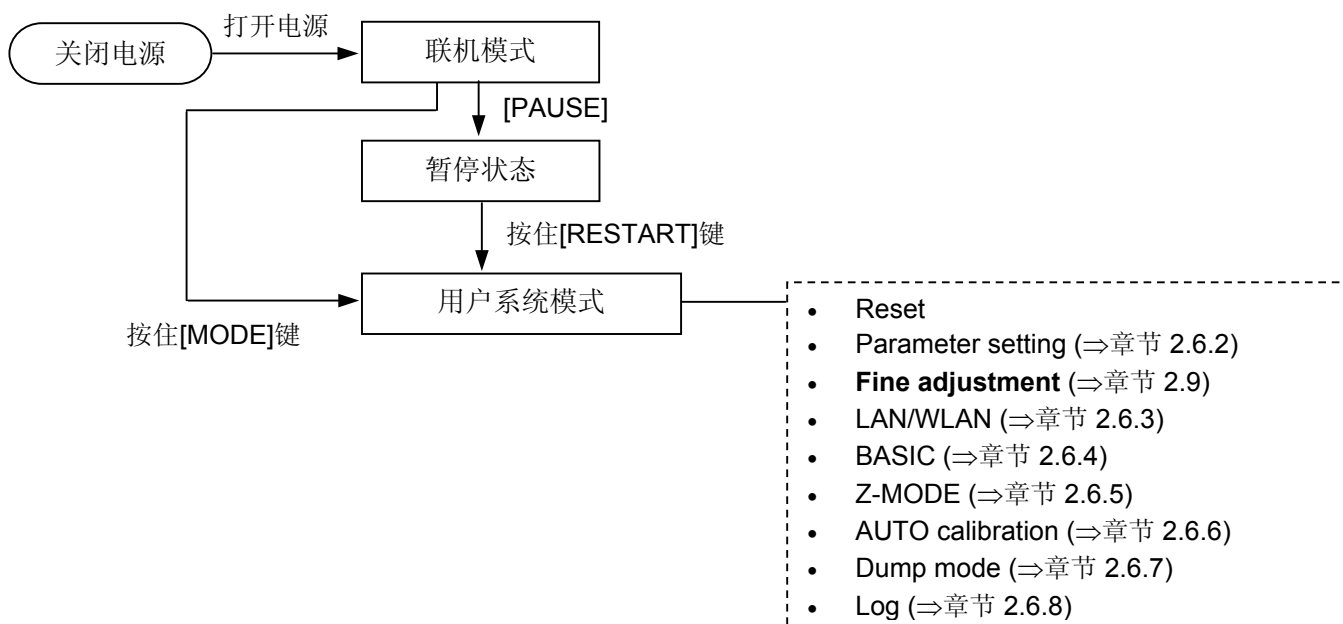 关闭电源
打开电源
联机模式
[PAUSE]
暂停状态
按住[RESTART]键
用户系统模式
按住[MODE]键
• Reset
• Parameter setting (⇒章节 2.6.2)
• Fine adjustment (⇒章节 2.9)
• LAN/WLAN (⇒章节 2.6.3)
• BASIC (⇒章节 2.6.4)
• Z-MODE (⇒章节 2.6.5)
• AUTO calibration (⇒章节 2.6.6)
• Dump mode (⇒章节 2.6.7)
• Log (⇒章节 2.6.8)